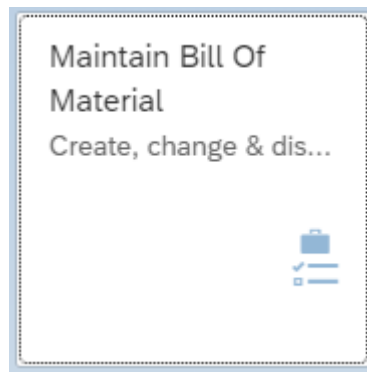 Maintain Bill Of
Material
Create, change & dis...